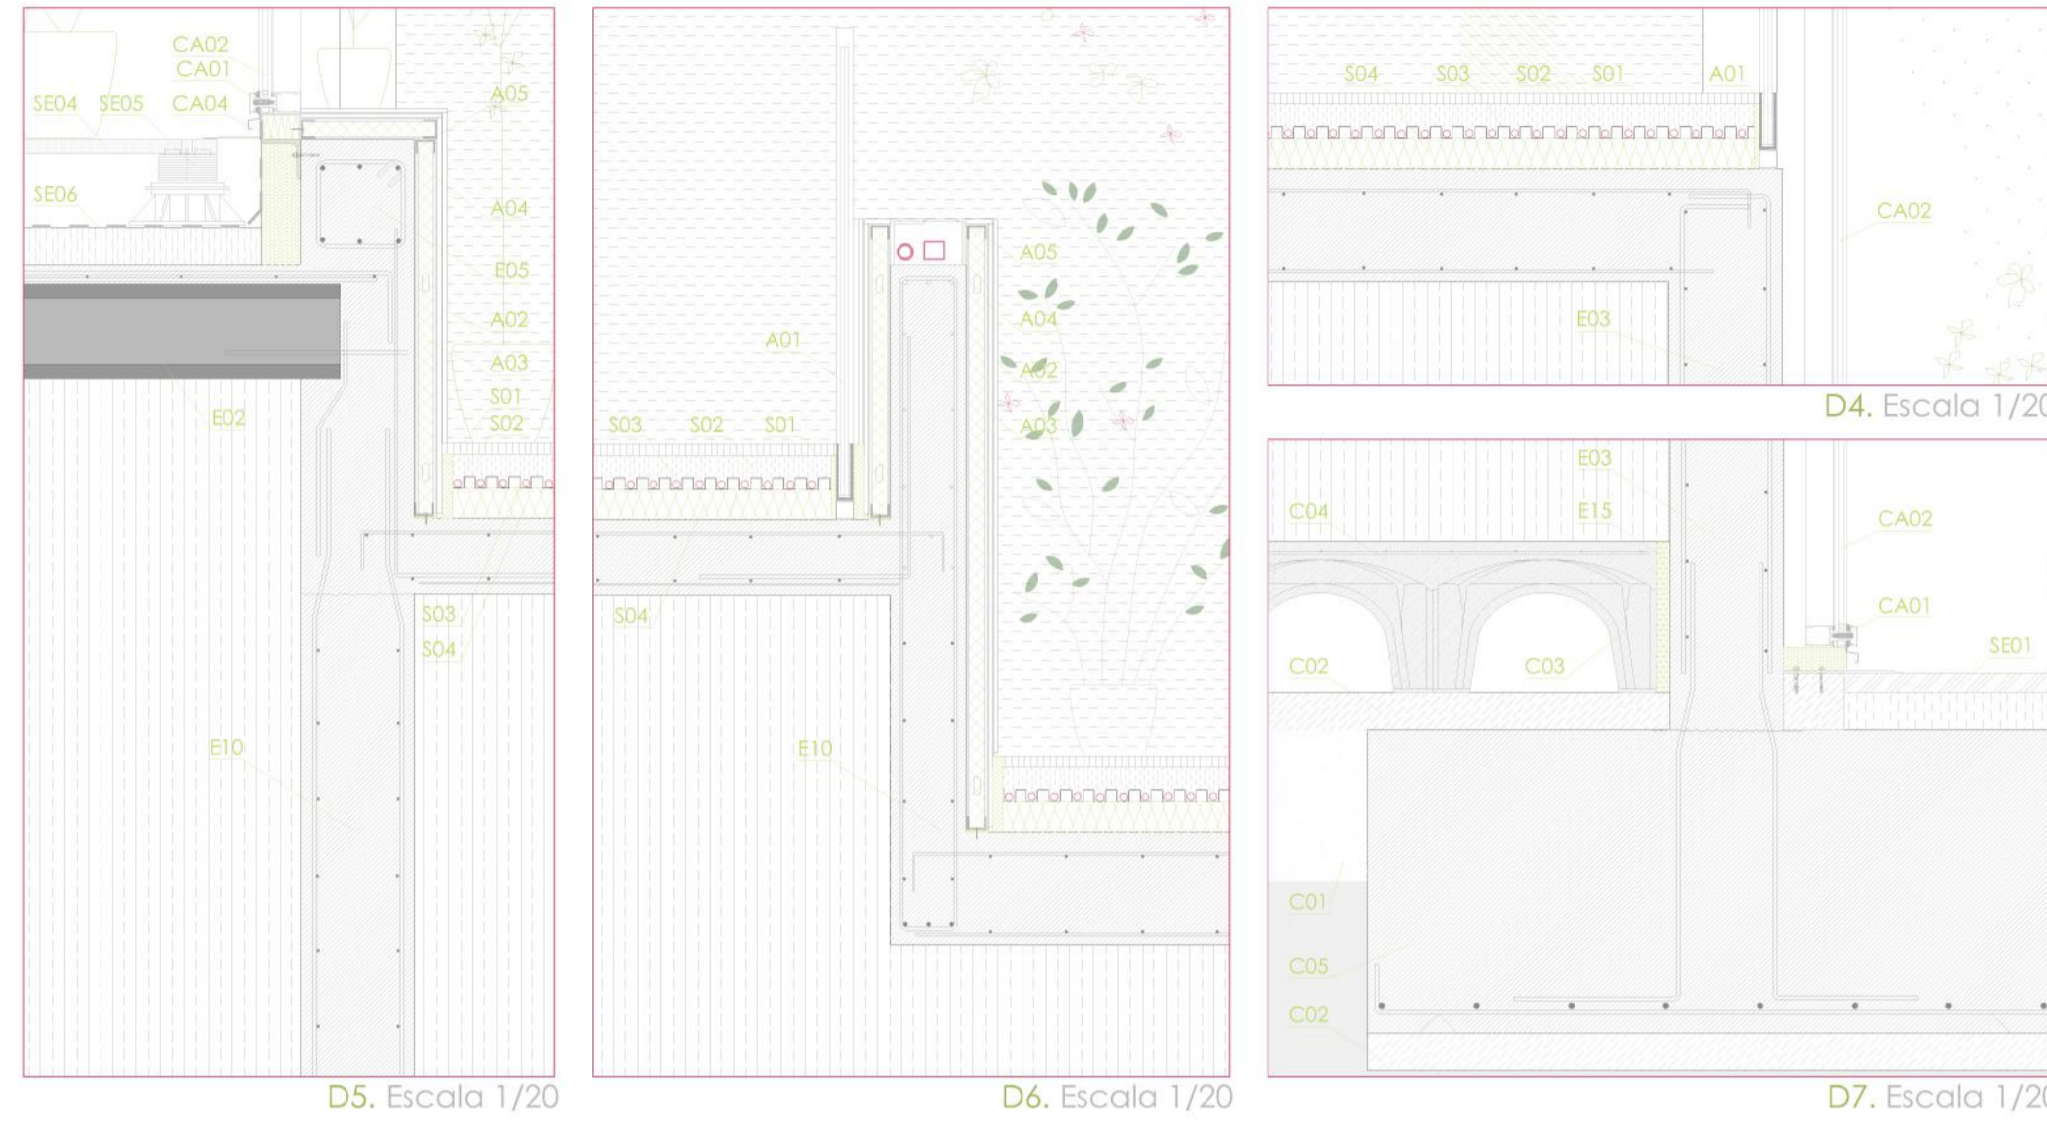 CA02
CA01
SE04 SE05 CA04
A05
SE06
A04
E05
A02
A03
S01
E02
S02
S03
S04
E10
D5. Escala 1/20
A05
A04
A01
A02
S03 S02 S01
A03
S04
E10
D6. Escala 1/20
S04 S03 S02 S01 A01
CA02
E03
D4. Escala 1/20
E03
C04
E15
CA02
CA01
C02
C03
SE01
C01
C05
C02
D7. Escala 1/20